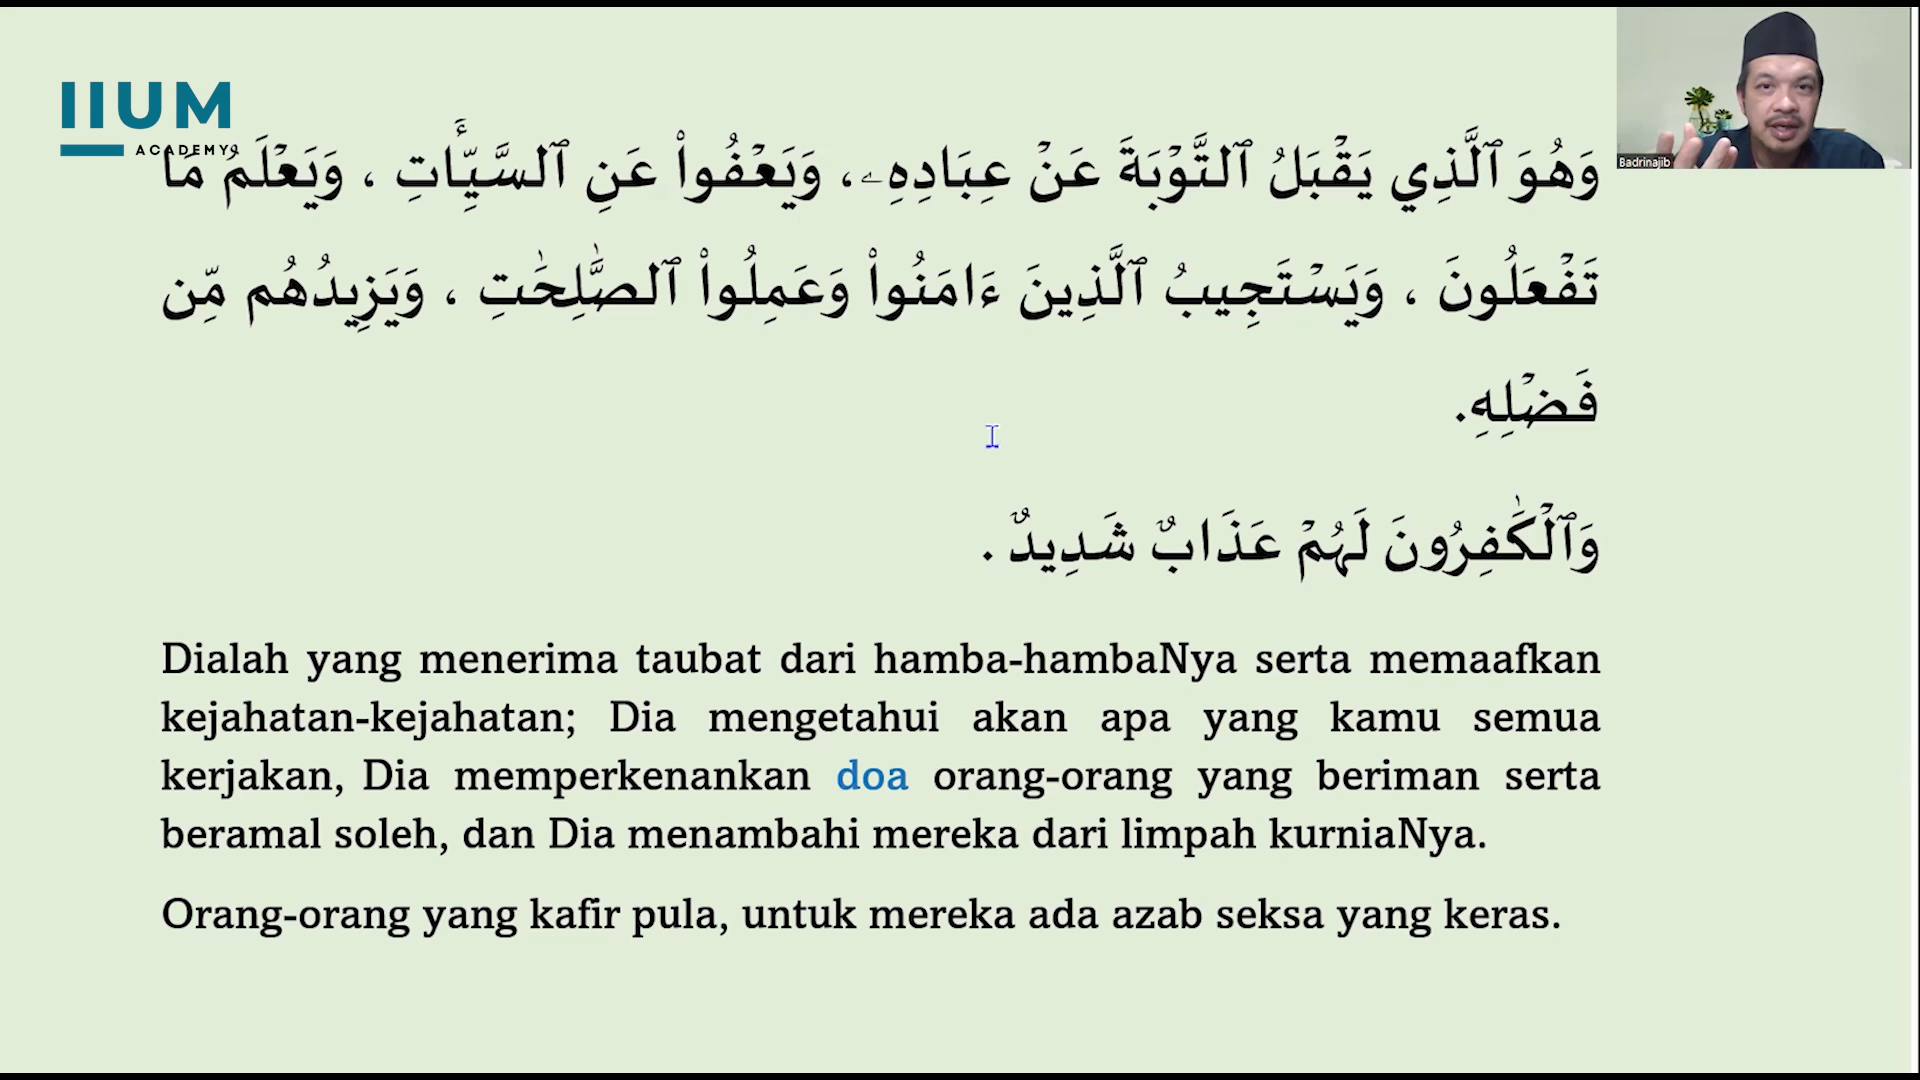 IIUM
ACADEMY
Badrinajib
وَهُوَ ٱلَّذِي يَقْبَلُ ٱلتَّوْبَةَ عَنْ عِبَادِهِۦ، وَيَعْفُوا۟ عَنِ ٱلسَّيِّـَٔاتِ ، وَيَعْلَمُ مَا
تَفْعَلُونَ ، وَيَسْتَجِيبُ ٱلَّذِينَ ءَامَنُوا۟ وَعَمِلُوا۟ ٱلصَّٰلِحَٰتِ ، وَيَزِيدُهُم مِّن
فَضْلِهِ.
وَٱلْكَٰفِرُونَ لَهُمْ عَذَابٌ شَدِيدٌ .
Dialah yang menerima taubat dari hamba-hambaNya serta memaafkan
kejahatan-kejahatan; Dia mengetahui akan apa yang kamu semua
kerjakan, Dia memperkenankan doa orang-orang yang beriman serta
beramal soleh, dan Dia menambahi mereka dari limpah kurniaNya.
Orang-orang yang kafir pula, untuk mereka ada azab seksa yang keras.